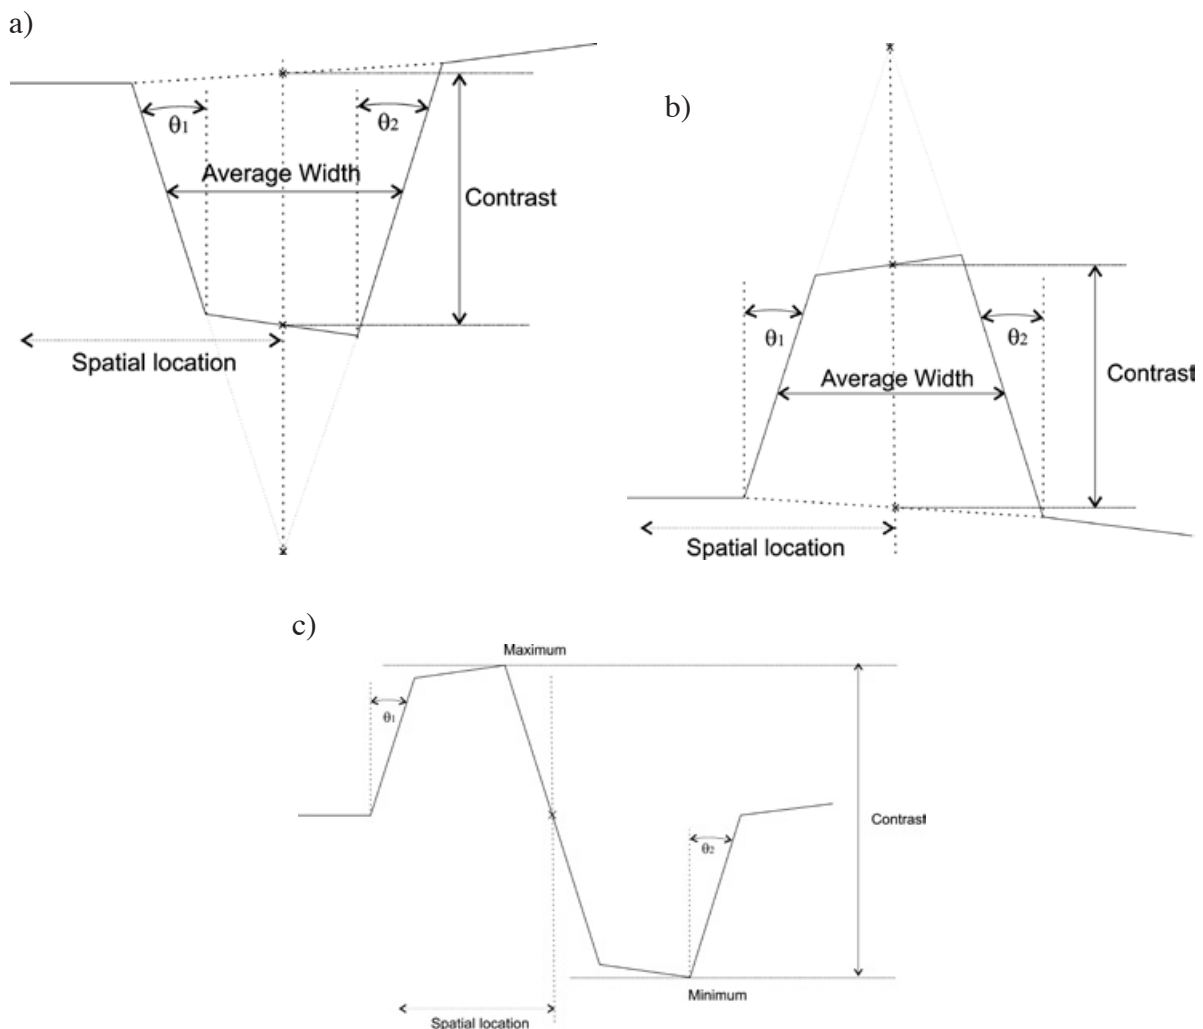 a)
θ1
θ2
Average Width
Contrast
Spatial location
b)
θ1
θ2
Average Width
Contrast
Spatial location
c)
Maximum
θ1
Contrast
θ2
Minimum
Spatial location